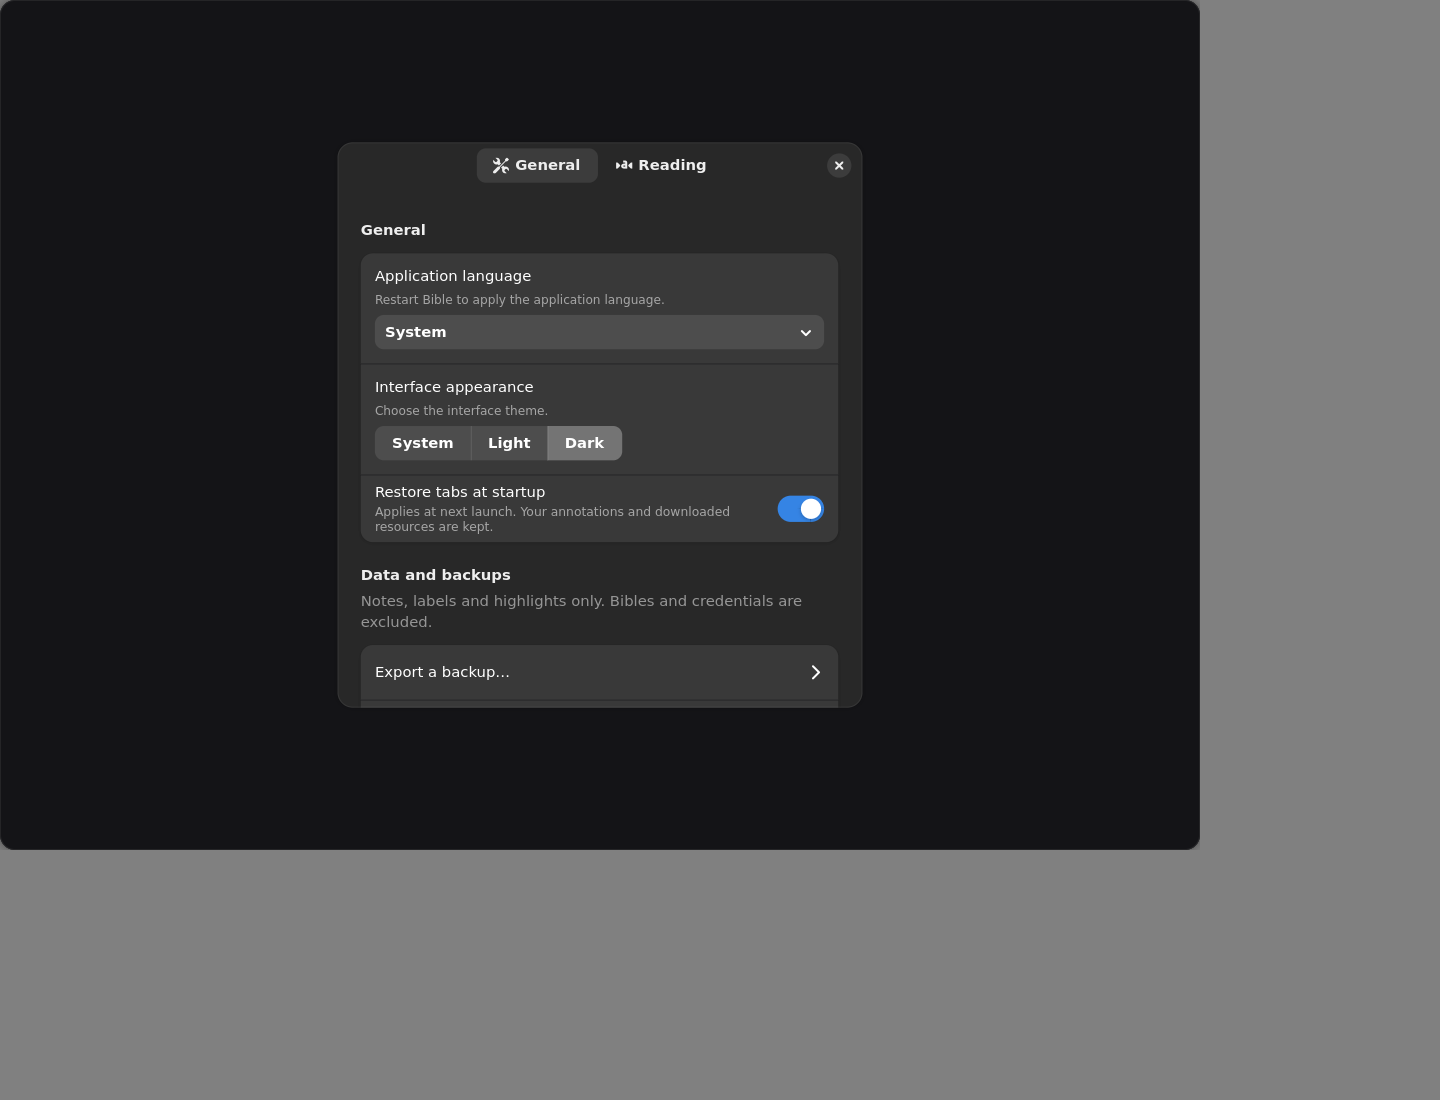 General
Reading
General
Application language
Restart Bible to apply the application language.
System
Interface appearance
Choose the interface theme.
System Light Dark
Restore tabs at startup
Applies at next launch. Your annotations and downloaded
resources are kept.
Data and backups
Notes, labels and highlights only. Bibles and credentials are
excluded.
Export a backup…